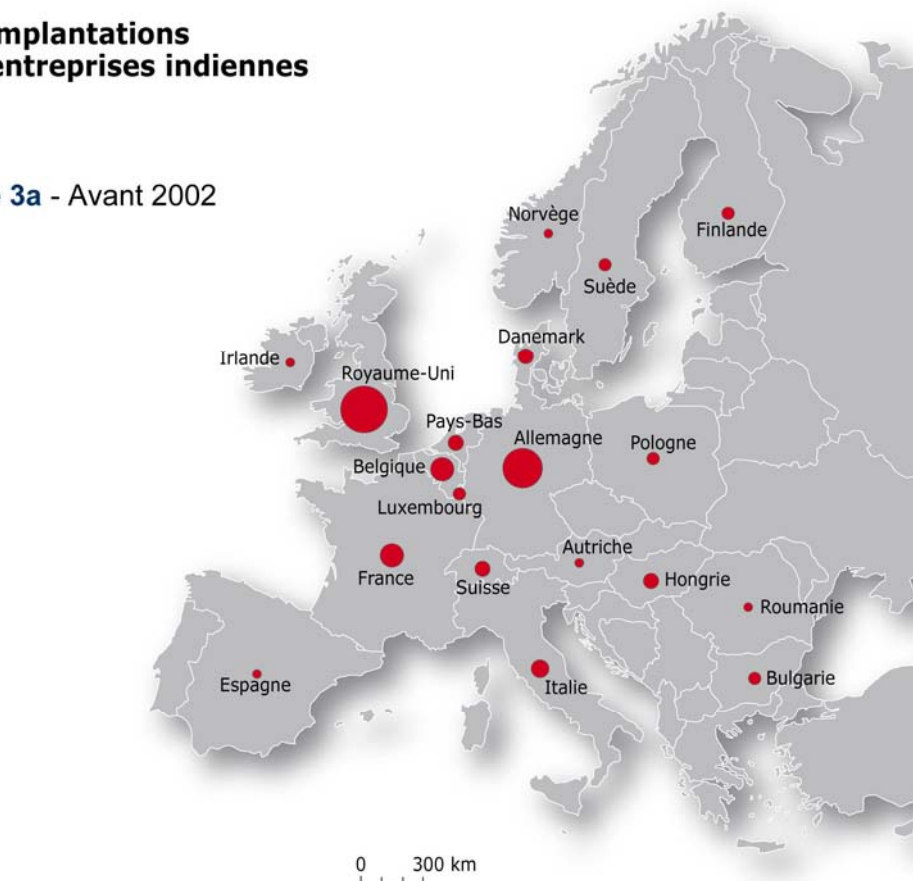 mplantations
entreprises indiennes
3a - Avant 2002
Norvège
Finlande
Suède
Danemark
Irlande
Royaume-Uni
Pays-Bas
Allemagne
Pologne
Belgique
Luxembourg
Autriche
France
Suisse
Hongrie
Roumanie
Espagne
Italie
Bulgarie
0 300 km